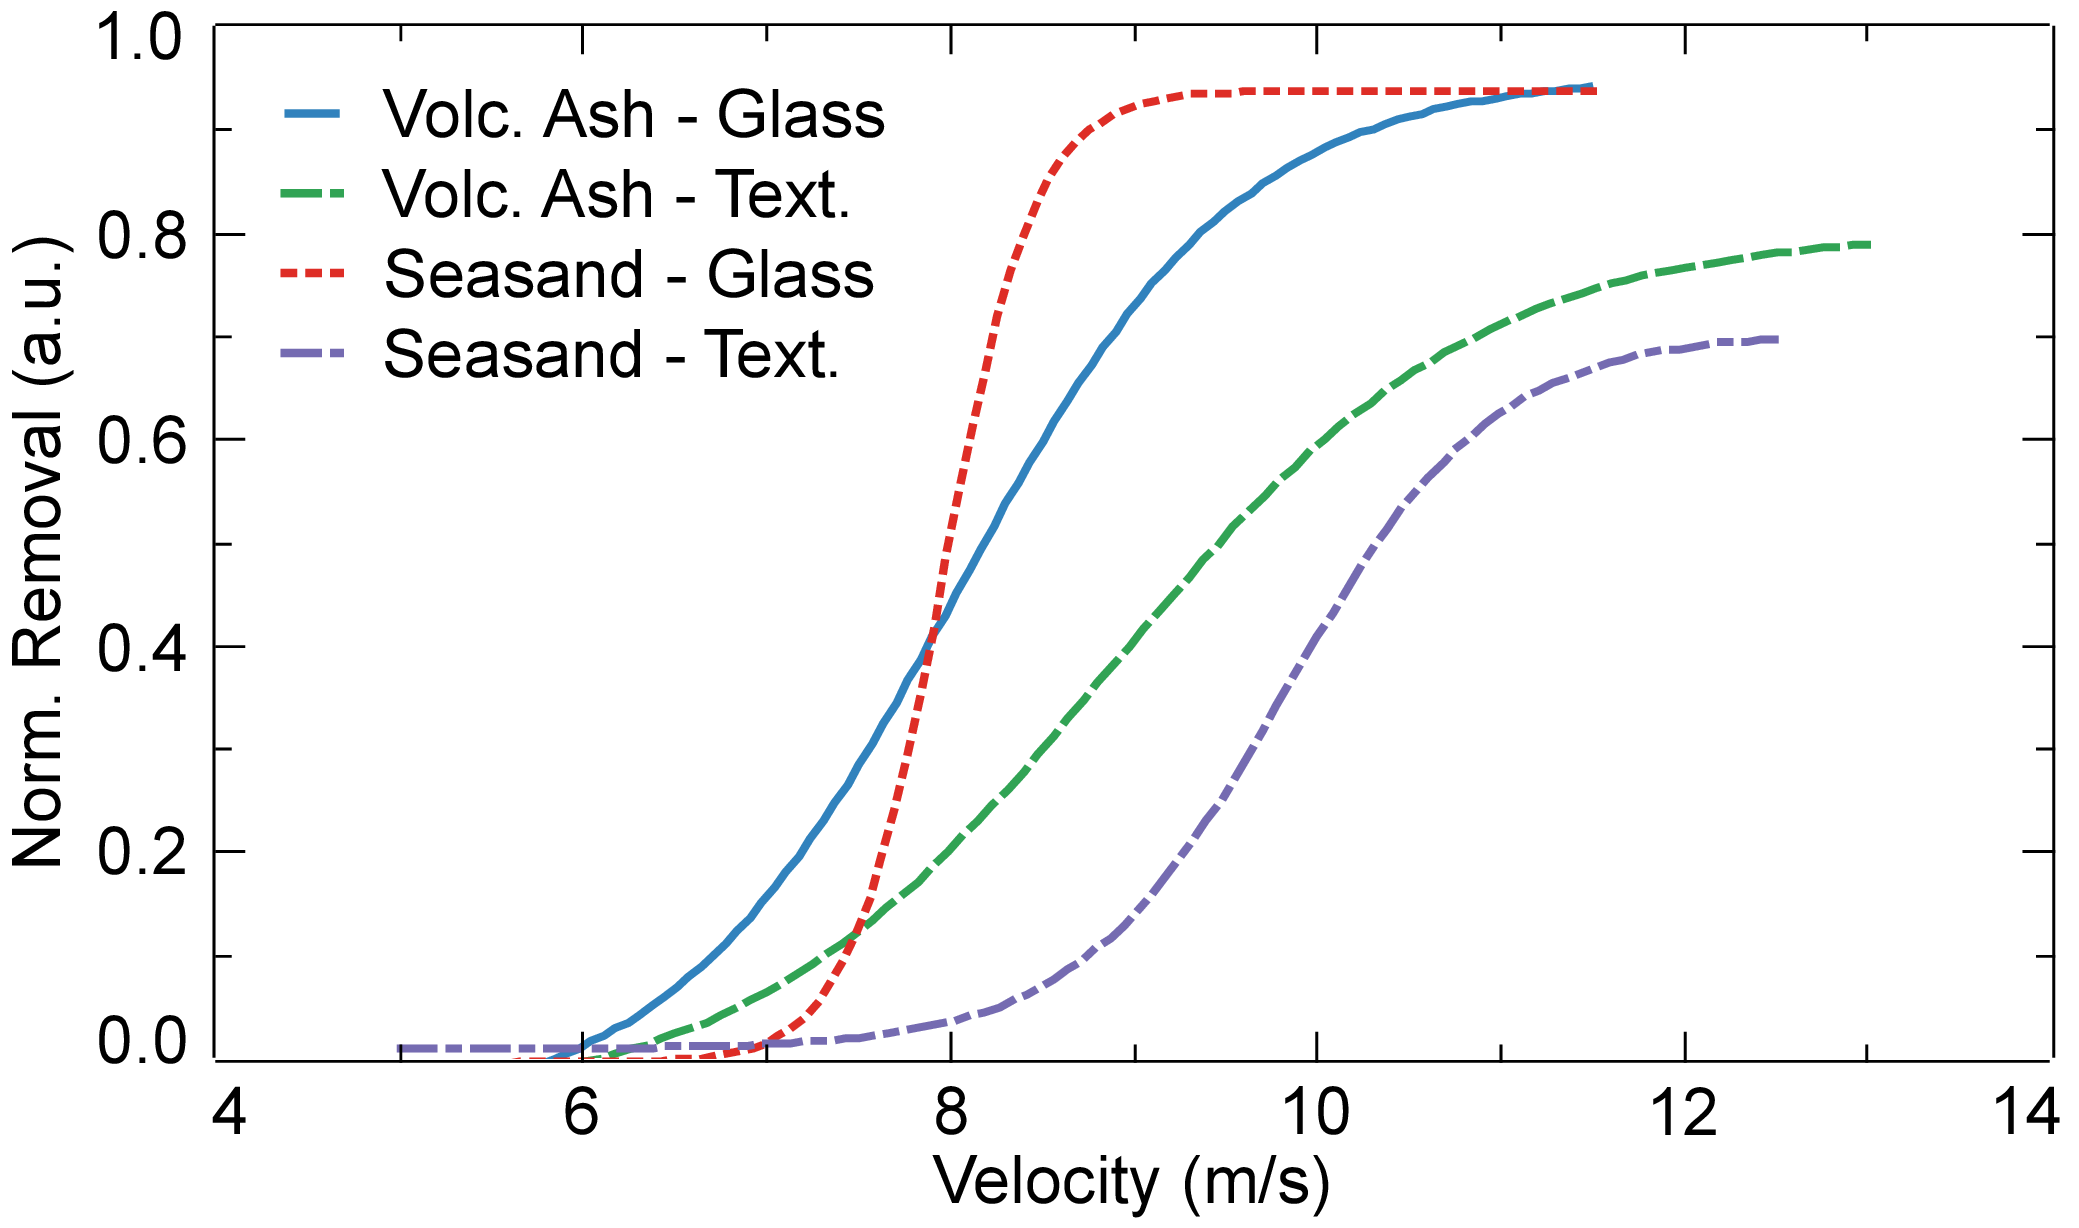 1.0
Volc. Ash - Glass
Volc. Ash - Text.
Seasand - Glass
Seasand - Text.
0.8
0.6
0.4
0.2
0.0
Norm. Removal (a.u.)
4 6 8 10 12 14
Velocity (m/s)